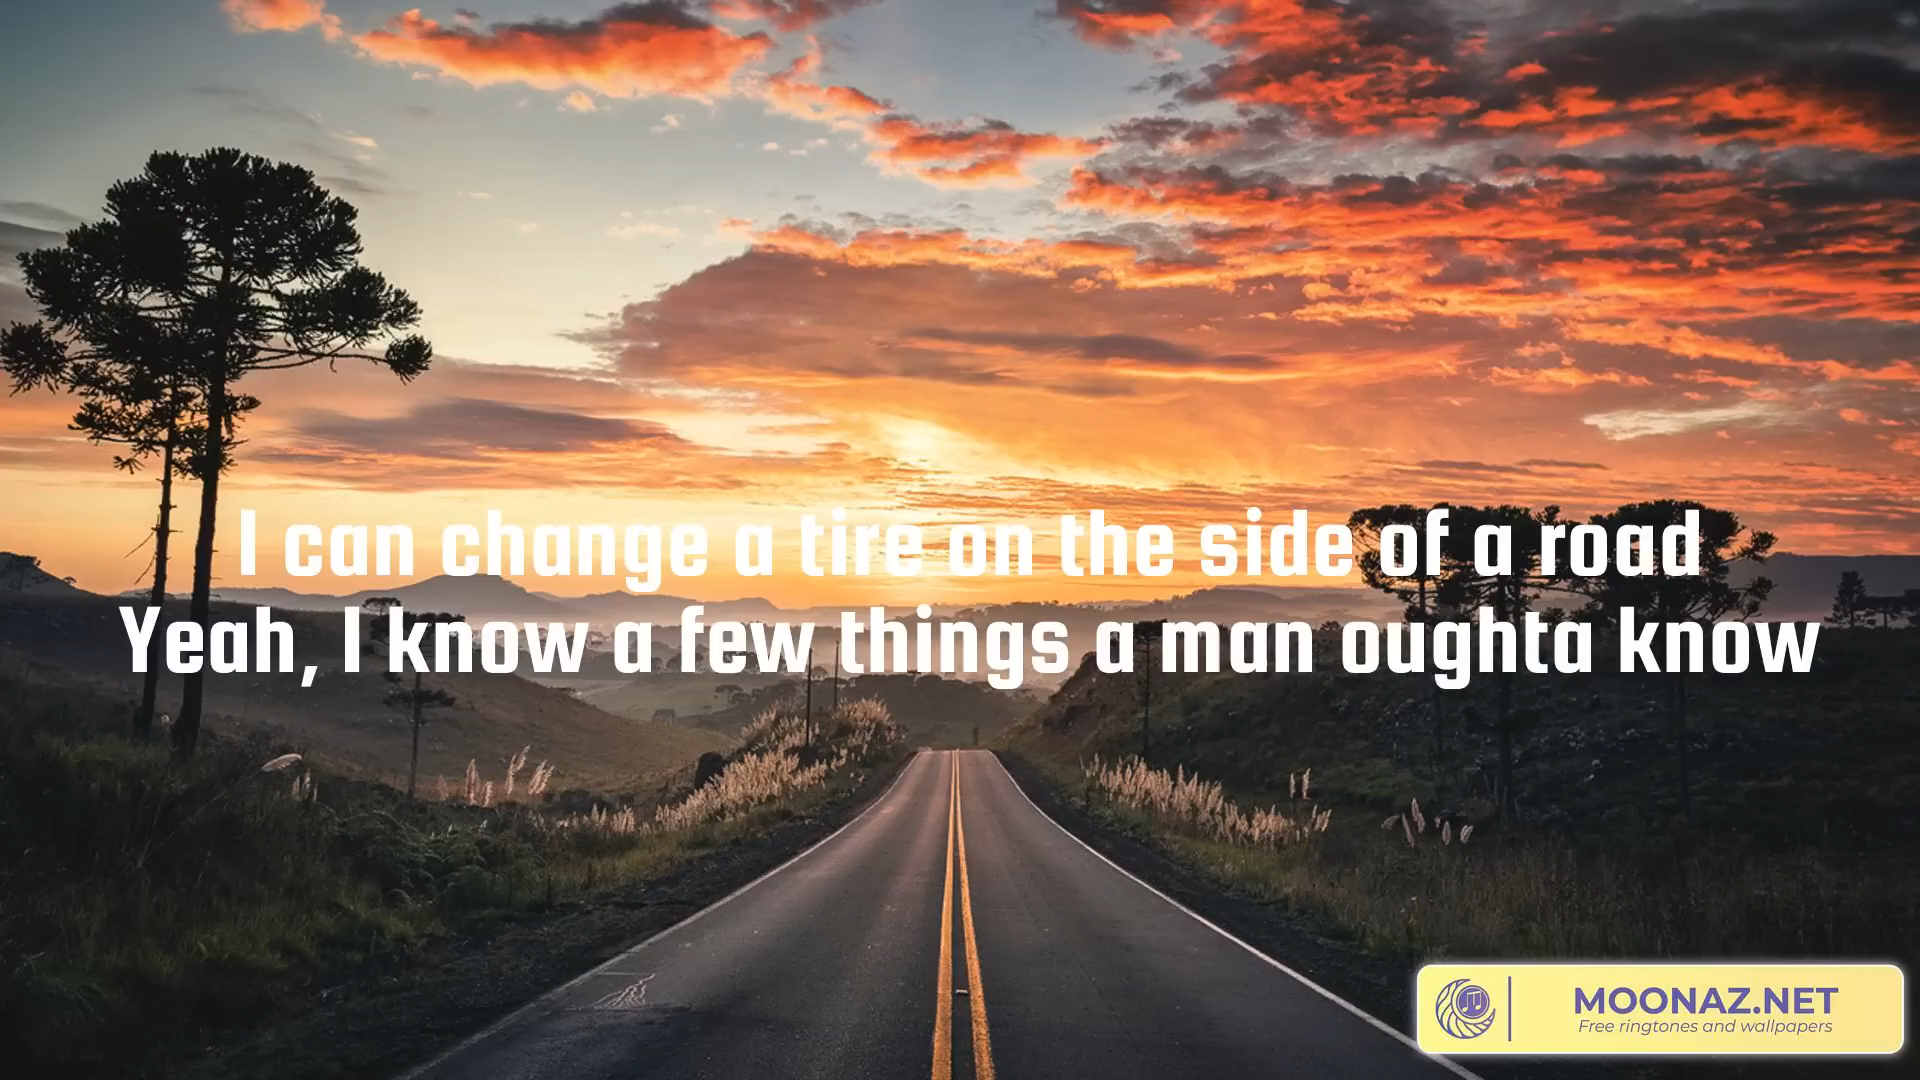 I can change a tire on the side of a road
Yeah, I know a few things a man oughta know
MOONAZ.NET
Free ringtones and wallpapers